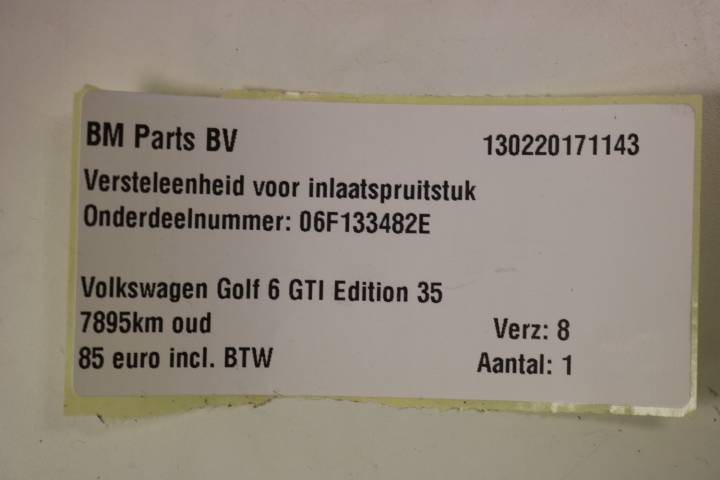 BM Parts BV 130220171143
Versteleenheid voor inlaatspruitstuk
Onderdeelnummer: 06F133482E
Volkswagen Golf 6 GTI Edition 35
7895km oud Verz: 8
85 euro incl. BTW Aantal: 1